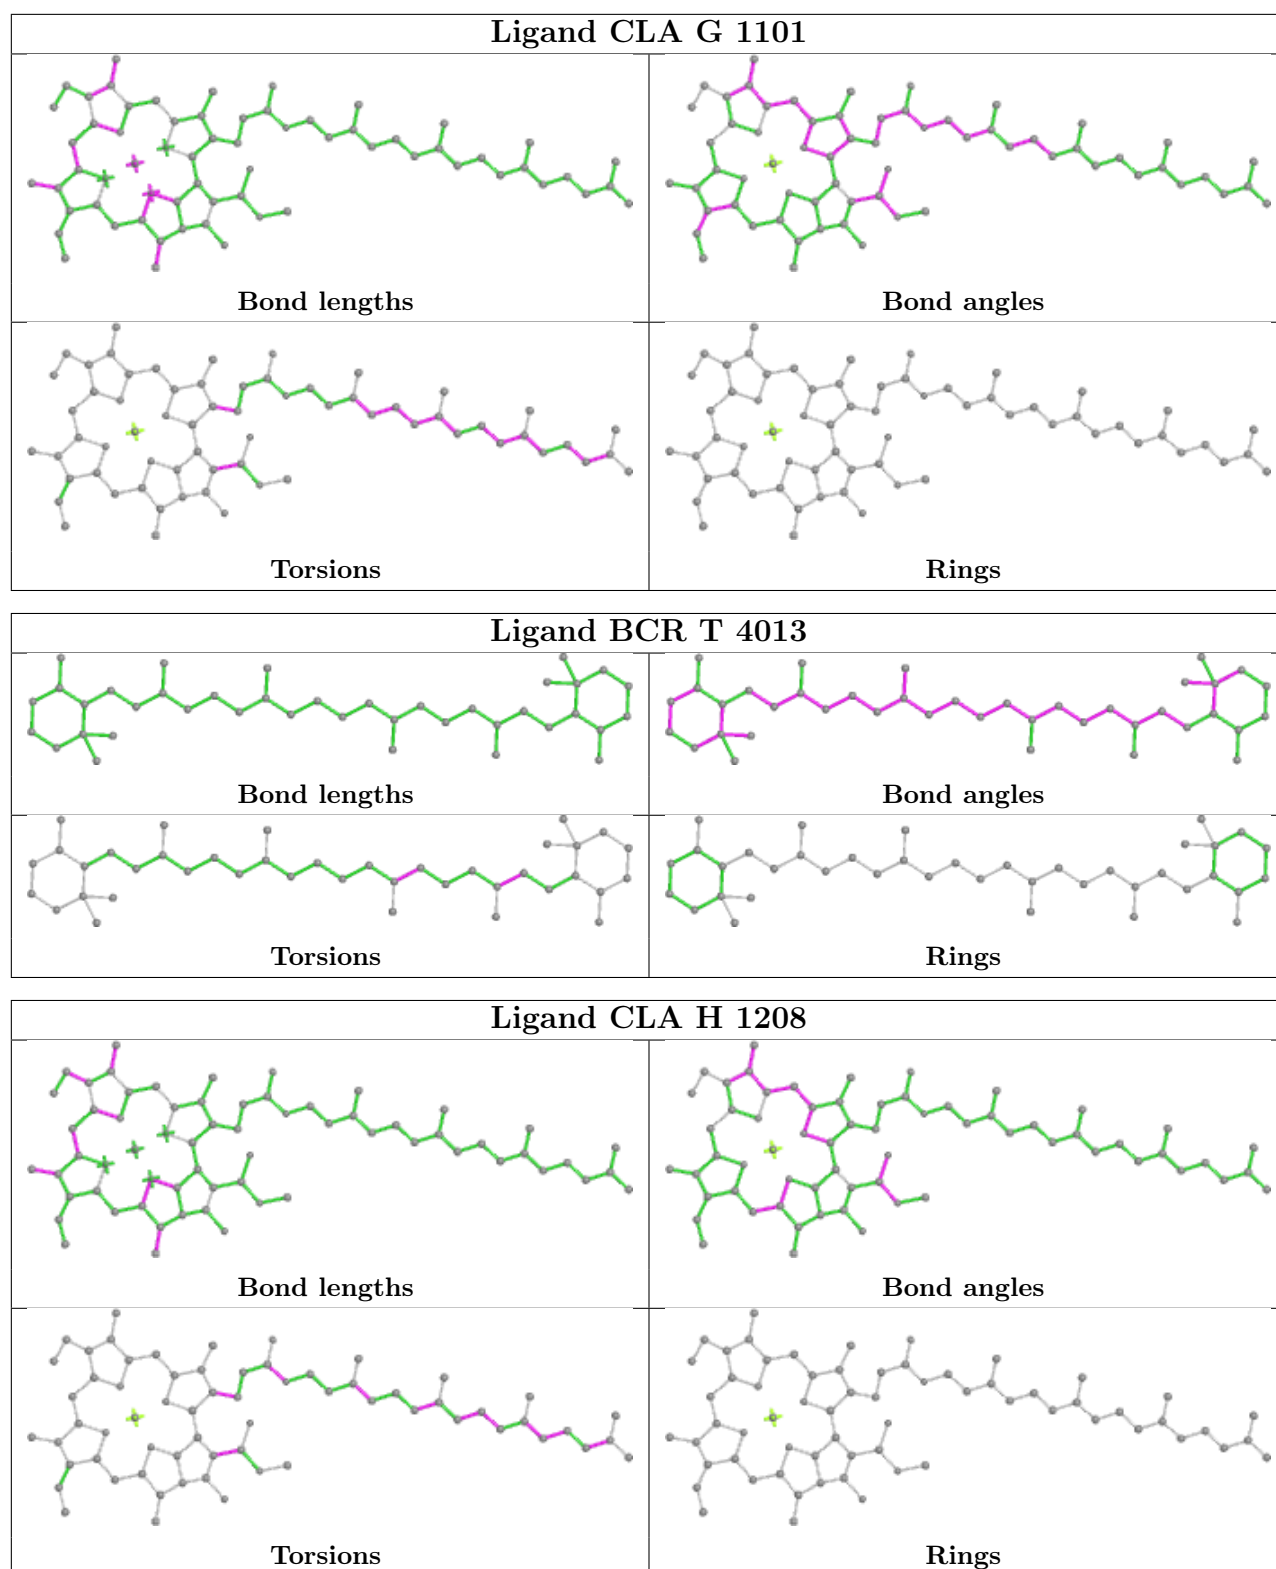 Ligand CLA G 1101
Bond lengths
Bond angles
Torsions
Rings
Ligand BCR T 4013
Bond lengths
Bond angles
Torsions
Rings
Ligand CLA H 1208
Bond lengths
Bond angles
Torsions
Rings